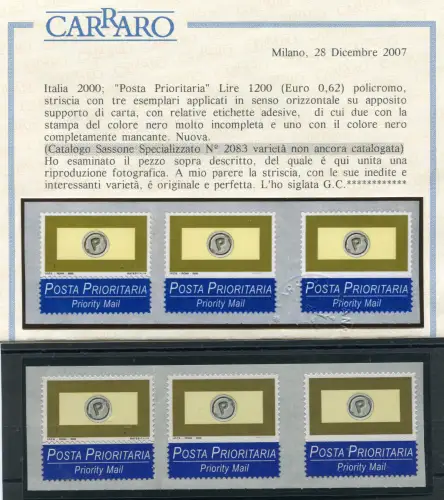 CARRARO
Milano, 28 Dicembre 2007
Italia 2000; "Posta Prioritaria" Lire 1200 (Euro 0,62) policromo,
striscia con tre esemplari applicati in senso orizzontale su apposito
supporto di carta, con relative etichette adesive, di cui due con la
stampa del colore nero molto incompleta e uno con il colore nero
completamente mancante. Nuova.
(Catalogo Sassone Specializzato N° 2083 varietà non ancora catalogata)
Ho esaminato il pezzo sopra descritto, del quale é qui unita una
riproduzione fotografica. A mio parere la striscia, con le sue inedite e
interessanti varietà, é originale e perfetta. L'ho siglata G.C.************
P P P
POSTA PRIORITARIA POSTA PRIORITARIA POSTA PRIORITARIA
Priority Mail Priority Mail Priority Mail
P P P
POSTA PRIORITARIA POSTA PRIORITARIA POSTA PRIORITARIA
Priority Mail Priority Mail Priority Mail